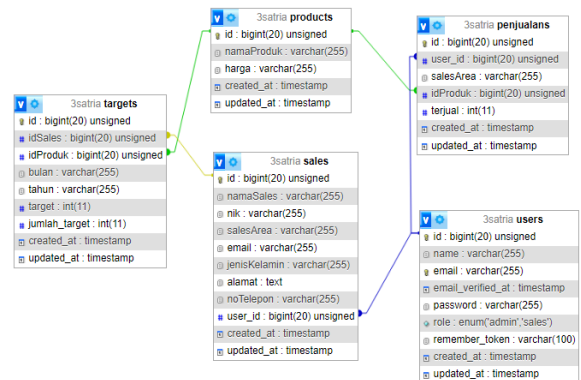 3satria products
id : bigint(20) unsigned
namaProduk : varchar(255)
harga : varchar(255)
created_at : timestamp
updated_at : timestamp
3satria penjualans
id : bigint(20) unsigned
user_id : bigint(20) unsigned
salesArea : varchar(255)
idProduk : bigint(20) unsigned
terjual : int(11)
created_at : timestamp
updated_at : timestamp
3satria targets
id : bigint(20) unsigned
idSales : bigint(20) unsigned
idProduk : bigint(20) unsigned
bulan : varchar(255)
tahun : varchar(255)
target : int(11)
jumlah_target : int(11)
created_at : timestamp
updated_at : timestamp
3satria sales
id : bigint(20) unsigned
namaSales : varchar(255)
nik : varchar(255)
salesArea : varchar(255)
email : varchar(255)
jenisKelamin : varchar(255)
alamat : text
noTelepon : varchar(255)
user_id : bigint(20) unsigned
created_at : timestamp
updated_at : timestamp
3satria users
id : bigint(20) unsigned
name : varchar(255)
email : varchar(255)
email_verified_at : timestamp
password : varchar(255)
role : enum('admin','sales')
remember_token : varchar(100)
created_at : timestamp
updated_at : timestamp